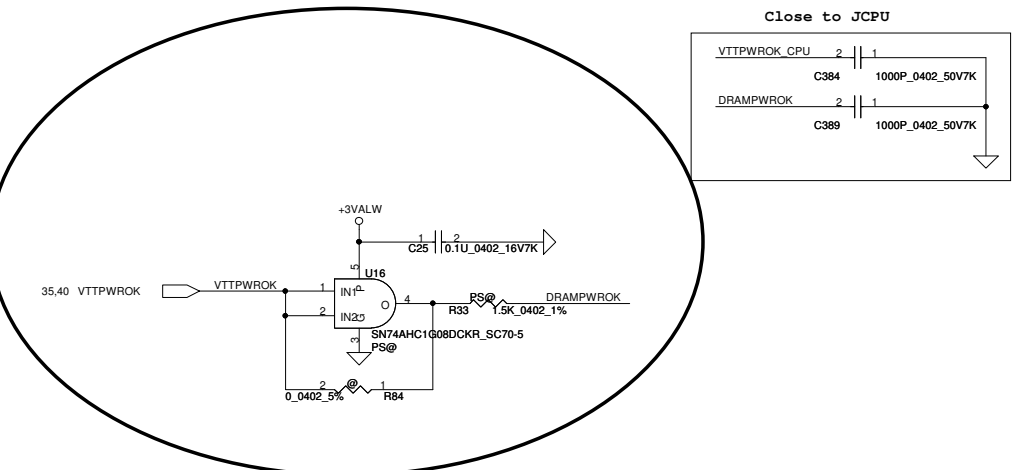 Close to JCPU
VTTPWROK_CPU 2 1
C384 1000P_0402_50V7K
DRAMPWROK 2 1
C389 1000P_0402_50V7K
+3VALW
1 2
C25 0.1U_0402_16V7K
5
U16
35,40 VTTPWROK VTTPWROK 1 IN1 P
O 4 PS@ DRAMPWROK
R33 1.5K_0402_1%
2 IN2 G
SN74AHC1G08DCKR_SC70-5
3 PS@
2 @ 1
0_0402_5% R84